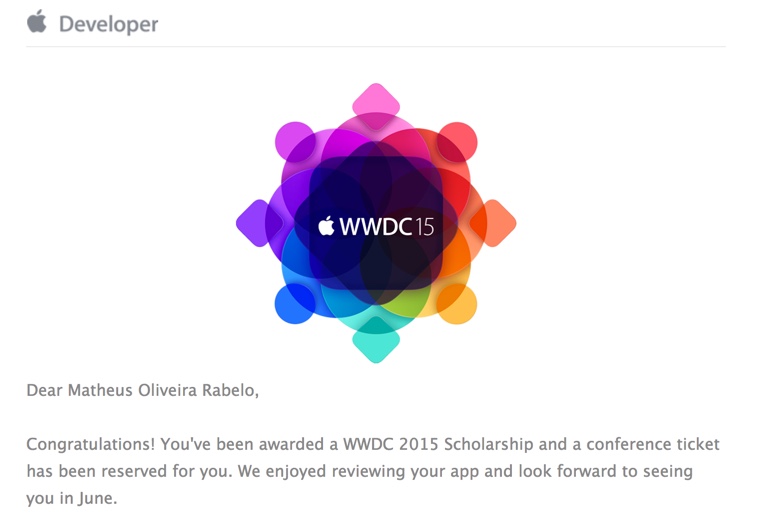 Developer
WWDC15
Dear Matheus Oliveira Rabelo,
Congratulations! You've been awarded a WWDC 2015 Scholarship and a conference ticket
has been reserved for you. We enjoyed reviewing your app and look forward to seeing
you in June.